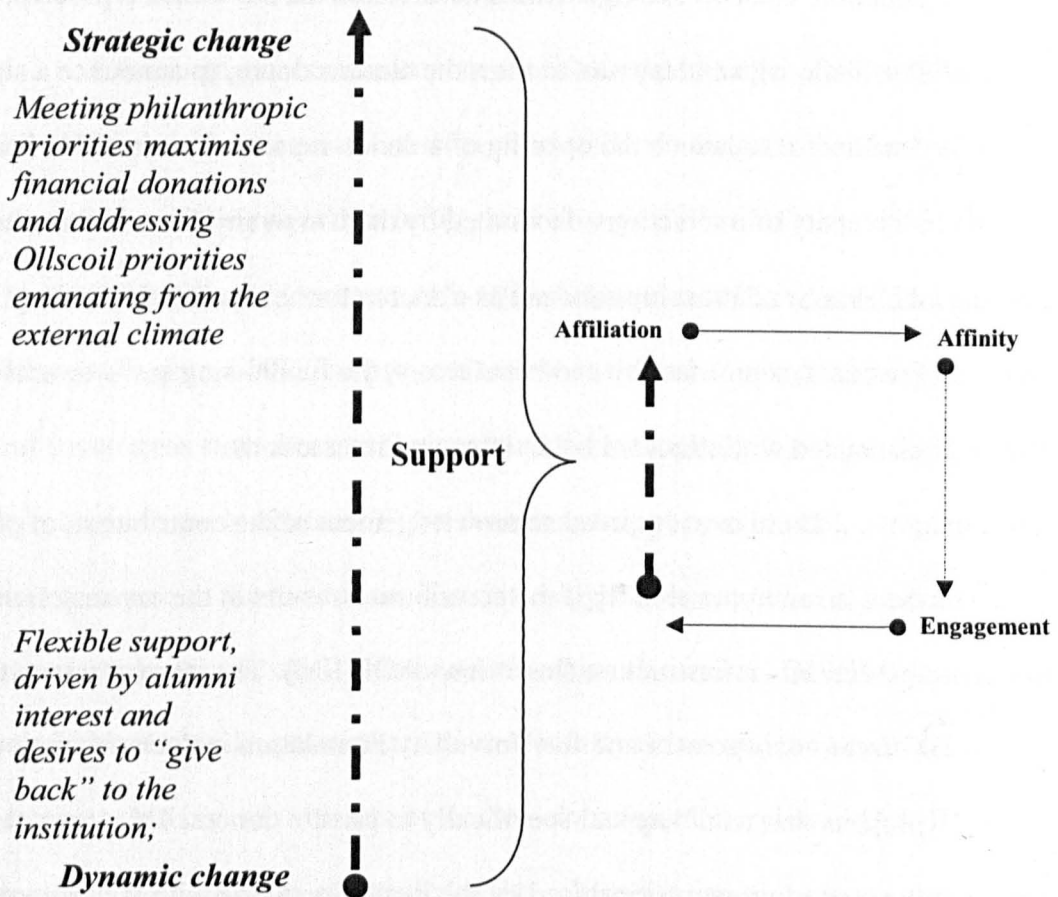 Strategic change
Meeting philanthropic
priorities maximise
financial donations
and addressing
Ollscoil priorities
emanating from the
external climate
Affiliation
Affinity
Support
Engagement
Flexible support,
driven by alumni
interest and
desires to "give
back" to the
institution;
Dynamic change